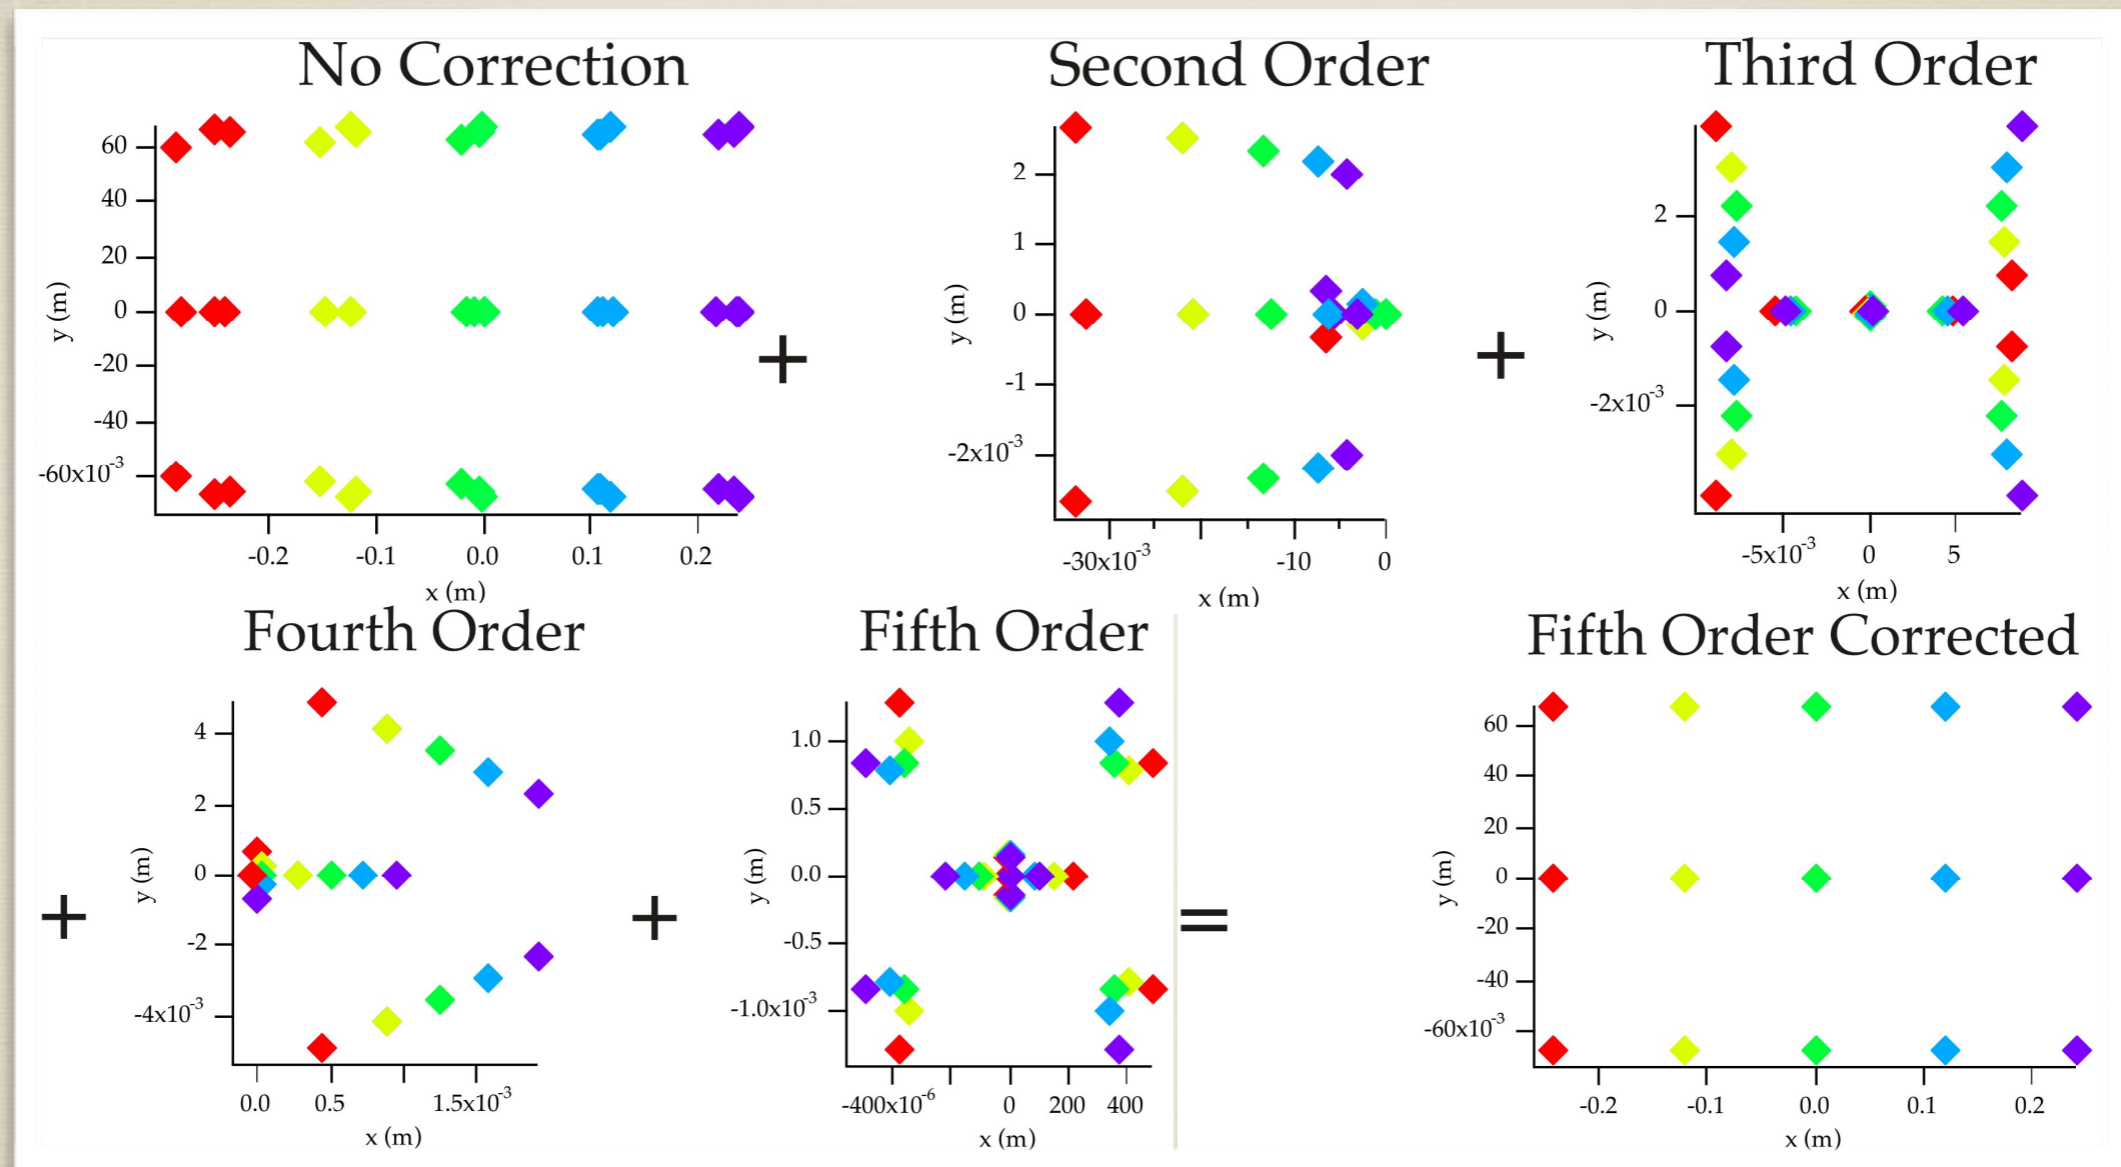 No Correction
Second Order
Third Order
60
40
20
0
-20
-40
-60x10⁻³
y (m)
-0.2 -0.1 0.0 0.1 0.2
x (m)
+
2
1
0
-1
-2x10⁻³
y (m)
-30x10⁻³ -10 0
x (m)
+
2
0
-2x10⁻³
y (m)
-5x10⁻³ 0 5
x (m)
Fourth Order
Fifth Order
Fifth Order Corrected
+
4
2
0
-2
-4x10⁻³
y (m)
0.0 0.5 1.5x10⁻³
x (m)
+
1.0
0.5
0.0
-0.5
-1.0x10⁻³
y (m)
-400x10⁻⁶ 0 200 400
x (m)
=
60
40
20
0
-20
-40
-60x10⁻³
y (m)
-0.2 -0.1 0.0 0.1 0.2
x (m)